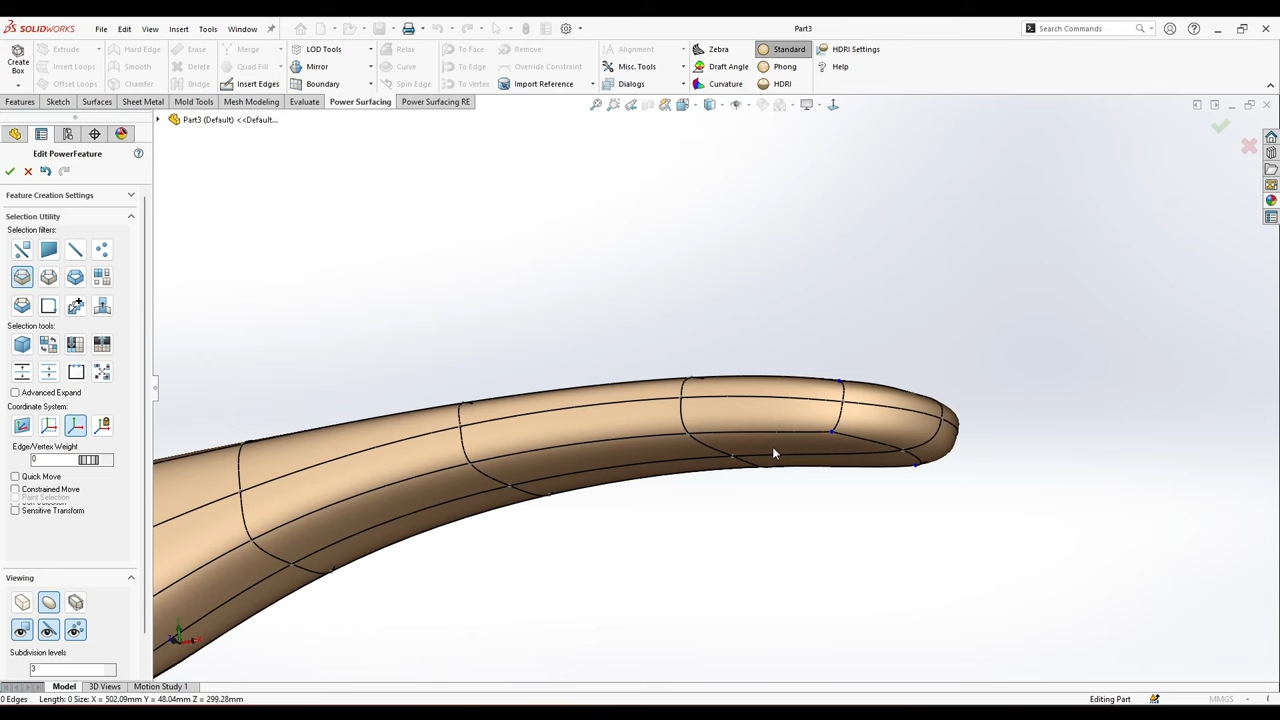 SOLIDWORKS File Edit View Insert Tools Window Part3 Search Commands
Create Box Extrude Hard Edge Erase Merge LOD Tools Relax To Face Remove Alignment Zebra Standard HDRI Settings
Insert Loops Smooth Delete Quad Fill Mirror Curve To Edge Override Constraint Misc. Tools Draft Angle Phong Help
Offset Loops Chamfer Bridge Insert Edges Boundary Spin Edge To Vertex Import Reference Dialogs Curvature HDRI
Features Sketch Surfaces Sheet Metal Mold Tools Mesh Modeling Evaluate Power Surfacing Power Surfacing RE
Part3 (Default) <<Default...
Edit PowerFeature
Feature Creation Settings
Selection Utility
Selection filters:
Selection tools:
Advanced Expand
Coordinate System:
Edge/Vertex Weight
0
Quick Move
Constrained Move
Paint Selection
Sensitive Transform
Viewing
Subdivision levels
3
Model 3D Views Motion Study 1
0 Edges Length: 0 Size: X = 502.09mm Y = 48.04mm Z = 299.28mm Editing Part MMGS